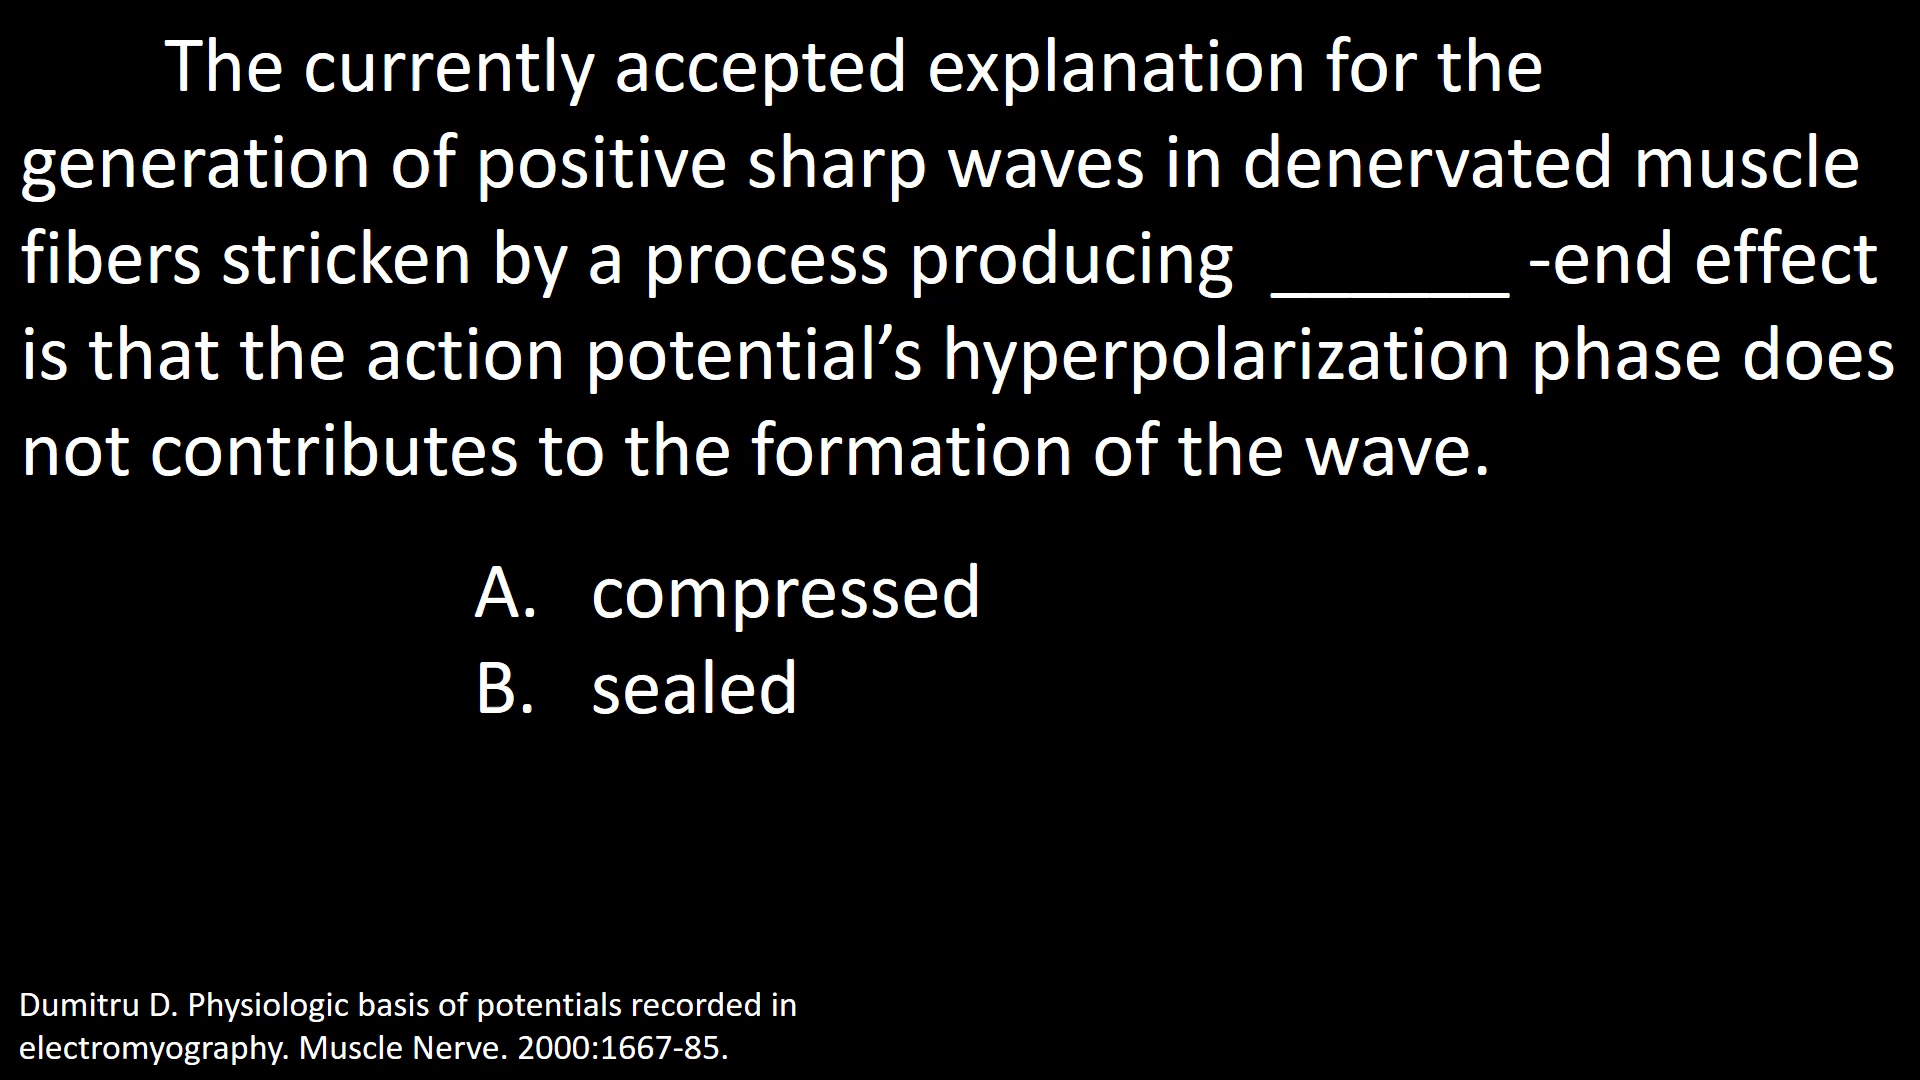 The currently accepted explanation for the
generation of positive sharp waves in denervated muscle
fibers stricken by a process producing ______ -end effect
is that the action potential’s hyperpolarization phase does
not contributes to the formation of the wave.
A. compressed
B. sealed
Dumitru D. Physiologic basis of potentials recorded in
electromyography. Muscle Nerve. 2000:1667-85.